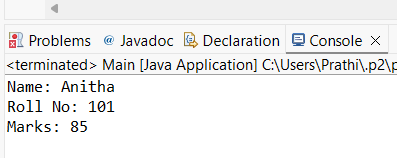 Problems @ Javadoc Declaration Console
<terminated> Main [Java Application] C:\Users\Prathi\.p2\p
Name: Anitha
Roll No: 101
Marks: 85